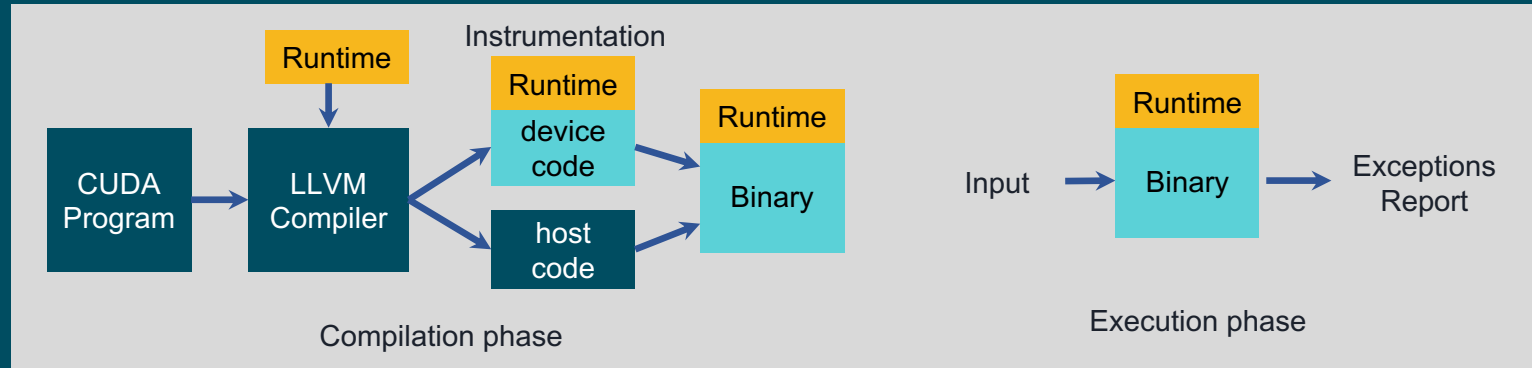 Runtime
CUDA
Program
LLVM
Compiler
Instrumentation
Runtime
device
code
host
code
Runtime
Binary
Compilation phase
Input
Runtime
Binary
Exceptions
Report
Execution phase